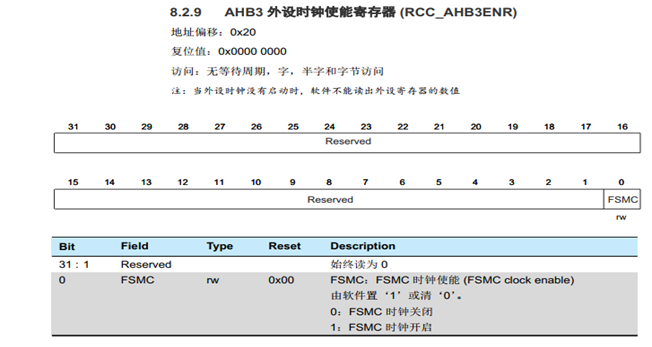 8.2.9 AHB3 外设时钟使能寄存器 (RCC_AHB3ENR)
地址偏移：0x20
复位值：0x0000 0000
访问：无等待周期，字，半字和字节访问
注：当外设时钟没有启动时，软件不能读出外设寄存器的数值
31 30 29 28 27 26 25 24 23 22 21 20 19 18 17 16
Reserved
15 14 13 12 11 10 9 8 7 6 5 4 3 2 1 0
Reserved FSMC
rw
Bit Field Type Reset Description
31：1 Reserved 始终读为 0
0 FSMC rw 0x00 FSMC：FSMC 时钟使能 (FSMC clock enable)
由软件置‘1’或清‘0’。
0：FSMC 时钟关闭
1：FSMC 时钟开启